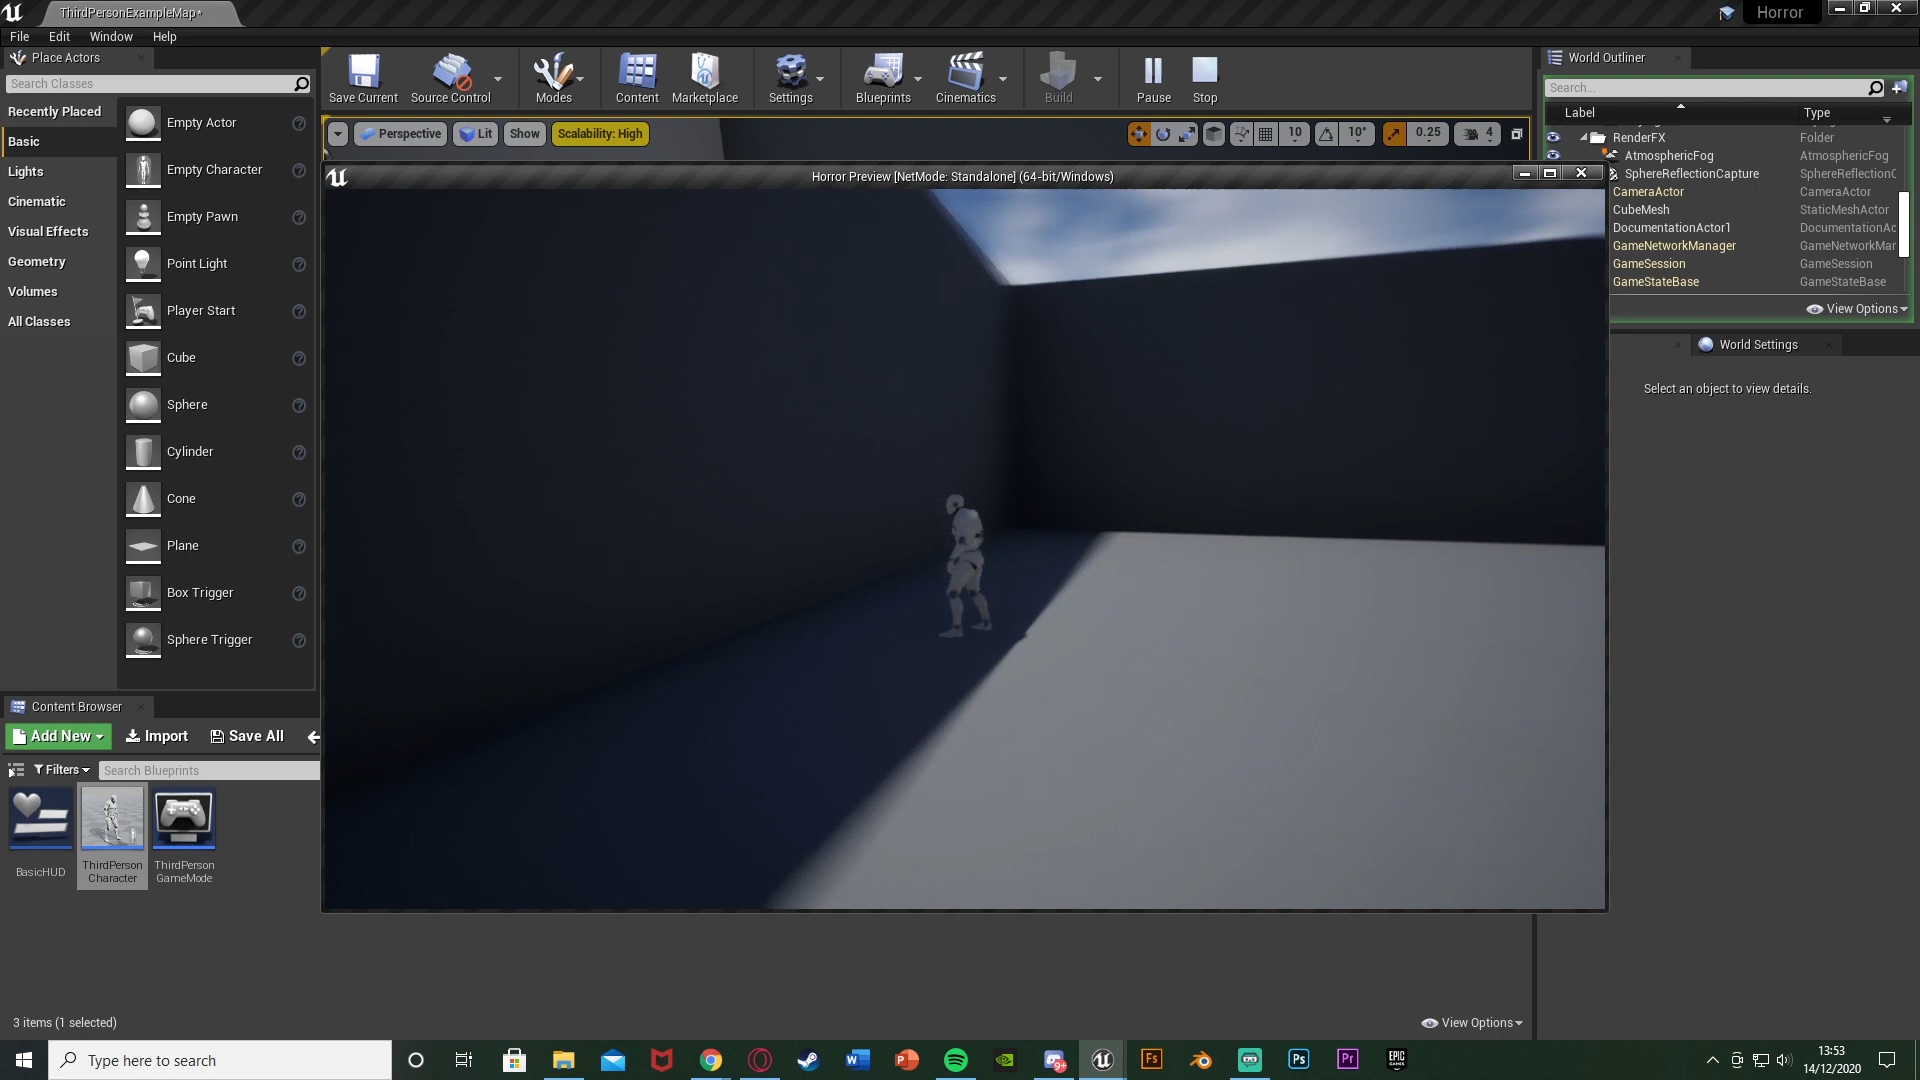 ThirdPersonExampleMap*
Horror
File Edit Window Help
Place Actors
Search Classes
Recently Placed
Basic
Lights
Cinematic
Visual Effects
Geometry
Volumes
All Classes
Empty Actor
Empty Character
Empty Pawn
Point Light
Player Start
Cube
Sphere
Cylinder
Cone
Plane
Box Trigger
Sphere Trigger
Save Current Source Control Modes Content Marketplace Settings Blueprints Cinematics Build Pause Stop
Perspective Lit Show Scalability: High 10 10° 0.25 4
Horror Preview [NetMode: Standalone] (64-bit/Windows)
World Outliner
Search...
Label Type
RenderFX Folder
AtmosphericFog AtmosphericFog
SphereReflectionCapture SphereReflectionC
CameraActor CameraActor
CubeMesh StaticMeshActor
DocumentationActor1 DocumentationAc
GameNetworkManager GameNetworkMar
GameSession GameSession
GameStateBase GameStateBase
View Options
World Settings
Select an object to view details.
Content Browser
Add New Import Save All
Filters Search Blueprints
BasicHUD
ThirdPerson
Character
ThirdPerson
GameMode
3 items (1 selected)
View Options
Type here to search
13:53
14/12/2020